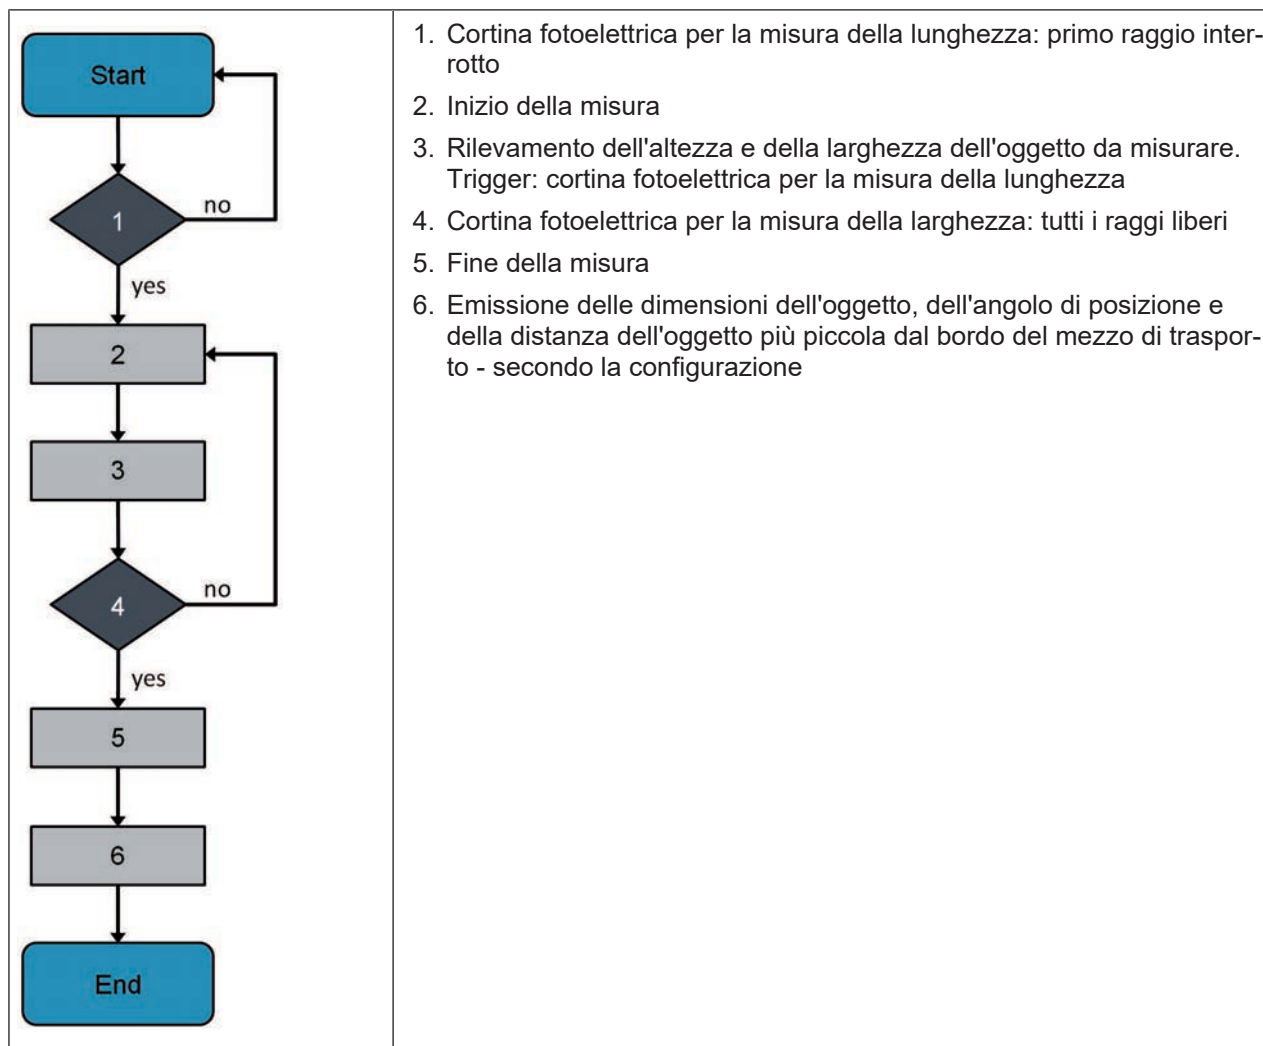 Start
1
no
yes
2
3
4
no
yes
5
6
End
1. Cortina fotoelettrica per la misura della lunghezza: primo raggio inter-
rotto
2. Inizio della misura
3. Rilevamento dell'altezza e della larghezza dell'oggetto da misurare.
Trigger: cortina fotoelettrica per la misura della lunghezza
4. Cortina fotoelettrica per la misura della larghezza: tutti i raggi liberi
5. Fine della misura
6. Emissione delle dimensioni dell'oggetto, dell'angolo di posizione e
della distanza dell'oggetto più piccola dal bordo del mezzo di traspor-
to - secondo la configurazione